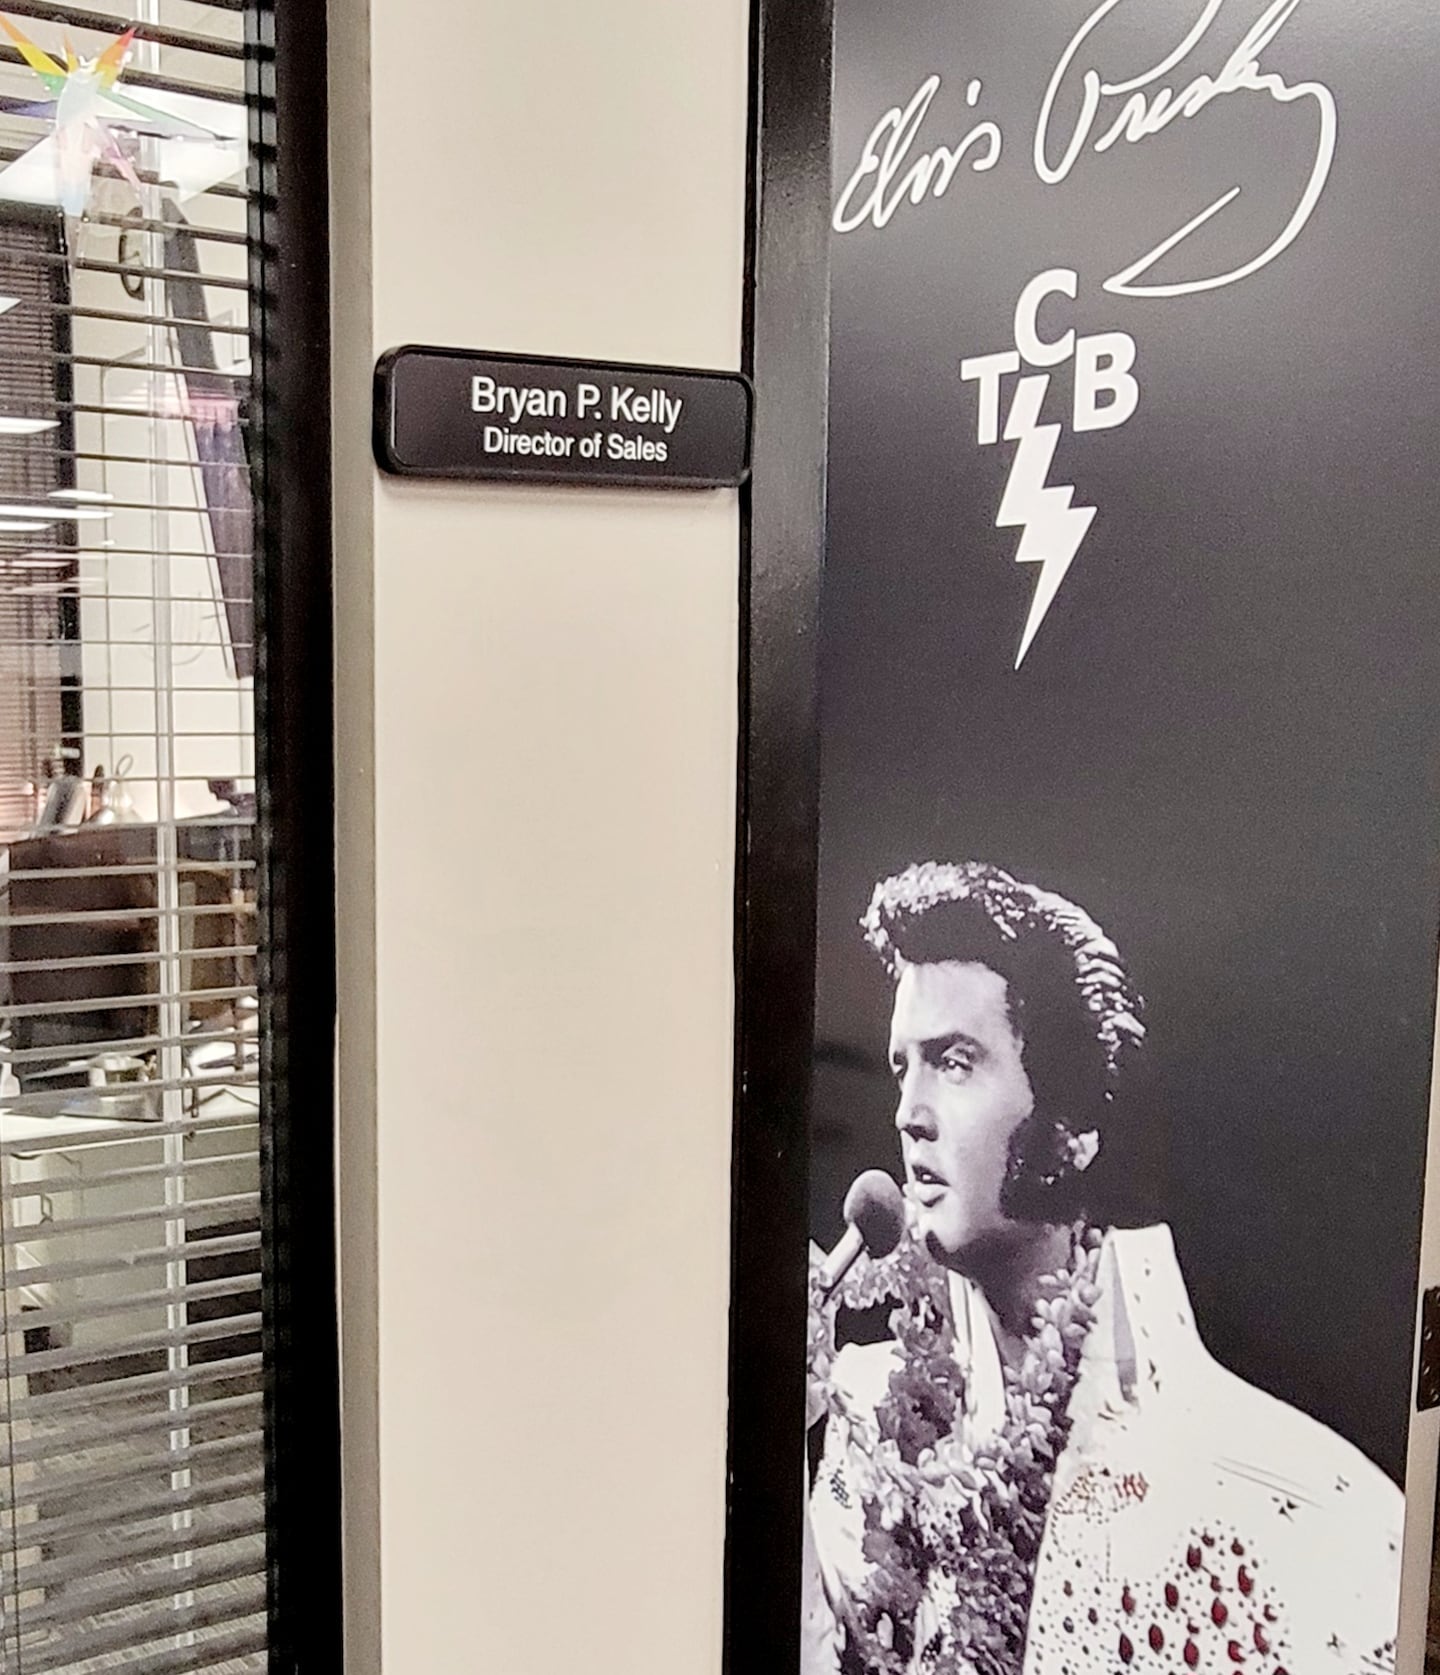 Bryan P. Kelly
Director of Sales
Elvis Presley
TCB